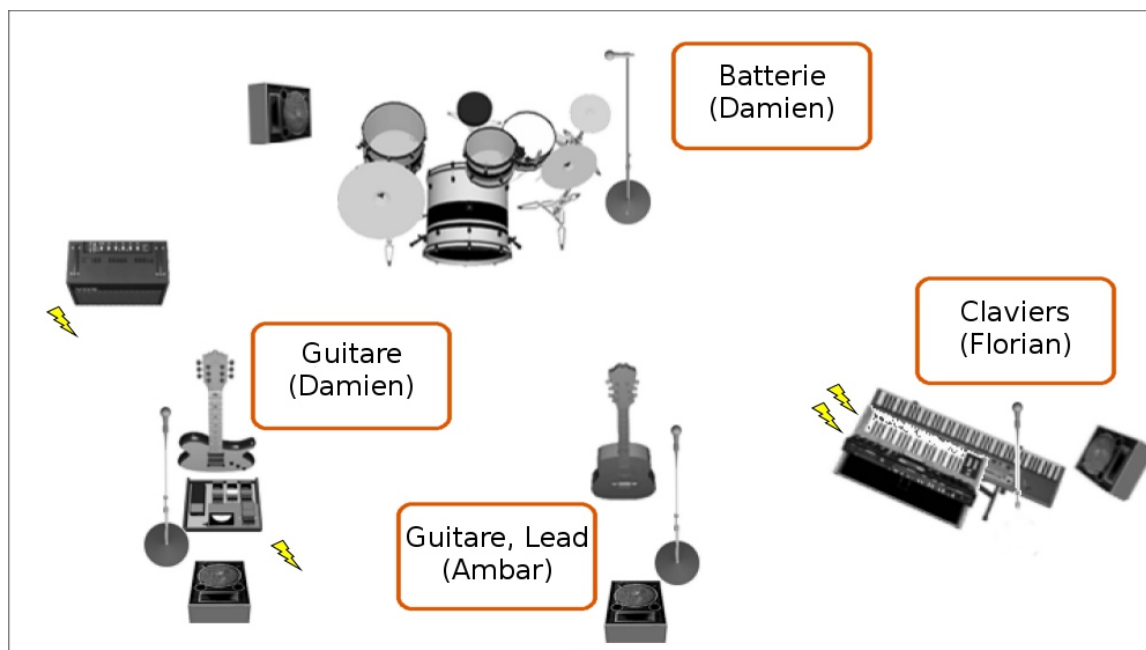 Batterie
(Damien)
Claviers
(Florian)
Guitare
(Damien)
Guitare, Lead
(Ambar)